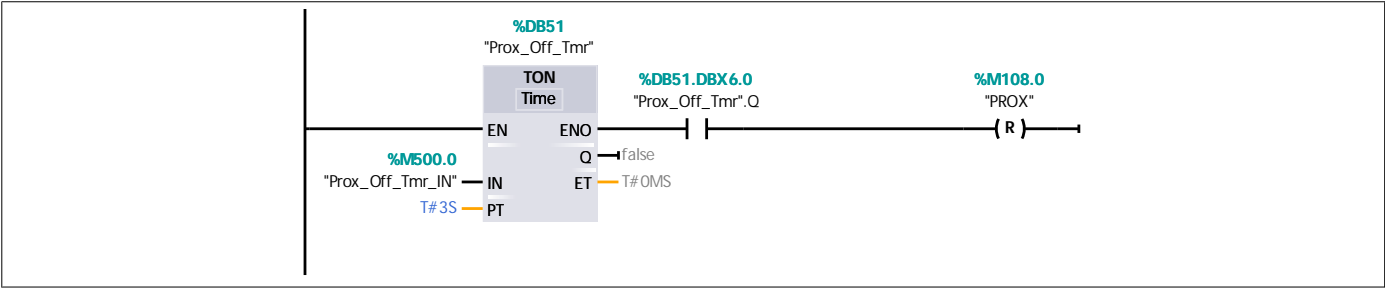 %DB51
"Prox_Off_Tmr"
TON
Time
%DB51.DBX6.0
"Prox_Off_Tmr".Q
%M108.0
"PROX"
EN
ENO
R
Q
false
%M500.0
"Prox_Off_Tmr_IN"
IN
ET
T#0MS
T#3S
PT